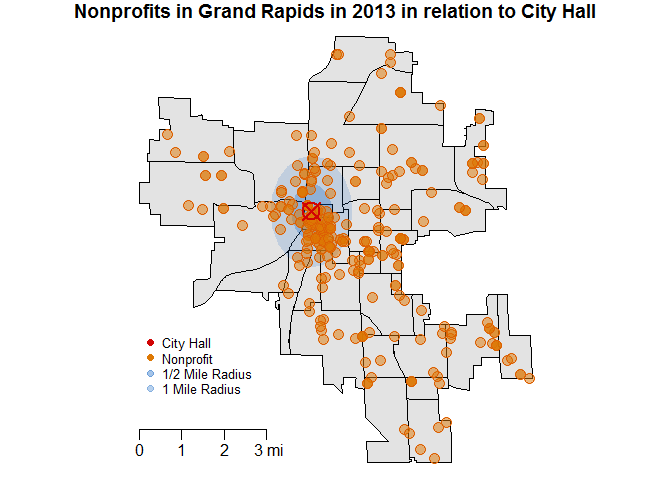 Nonprofits in Grand Rapids in 2013 in relation to City Hall
City Hall
Nonprofit
1/2 Mile Radius
1 Mile Radius
0 1 2 3 mi